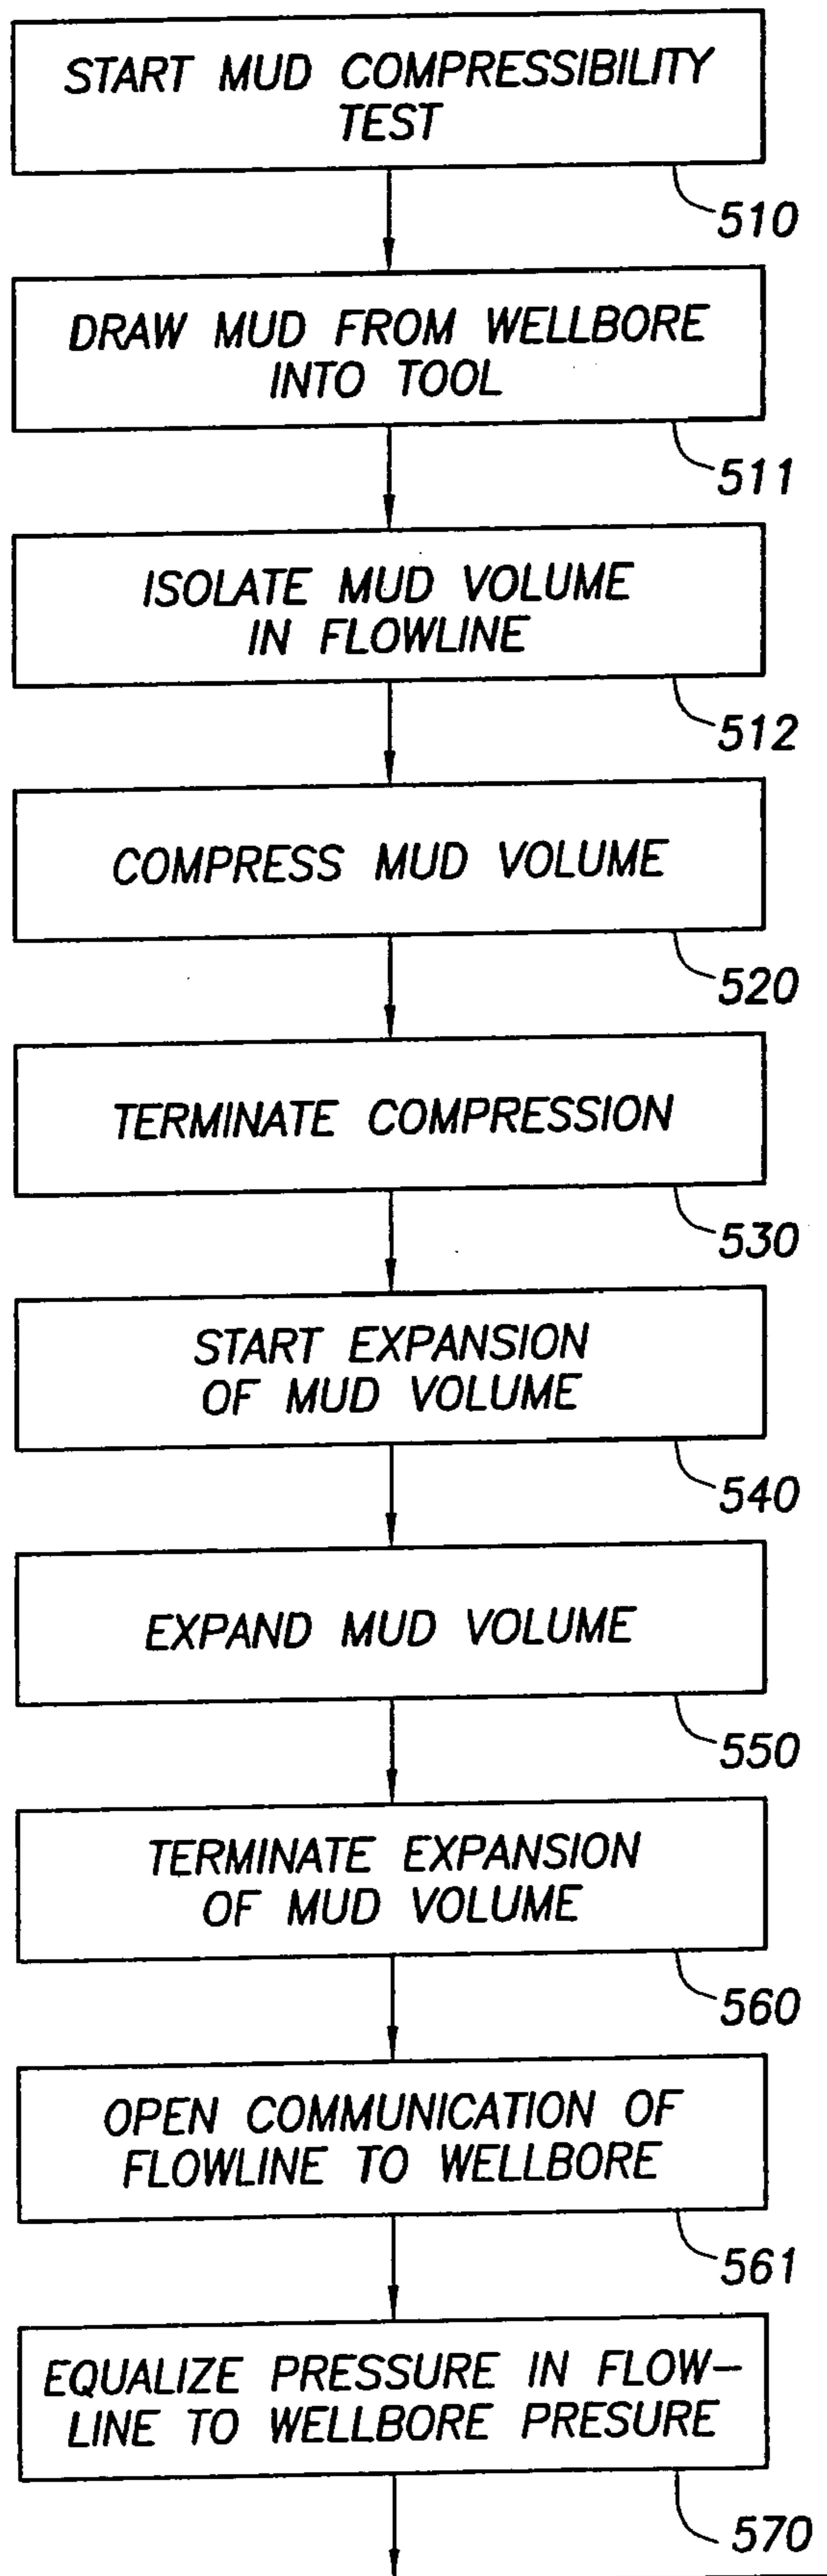 START MUD COMPRESSIBILITY
TEST
510
DRAW MUD FROM WELLBORE
INTO TOOL
511
ISOLATE MUD VOLUME
IN FLOWLINE
512
COMPRESS MUD VOLUME
520
TERMINATE COMPRESSION
530
START EXPANSION
OF MUD VOLUME
540
EXPAND MUD VOLUME
550
TERMINATE EXPANSION
OF MUD VOLUME
560
OPEN COMMUNICATION OF
FLOWLINE TO WELLBORE
561
EQUALIZE PRESSURE IN FLOW-
LINE TO WELLBORE PRESURE
570